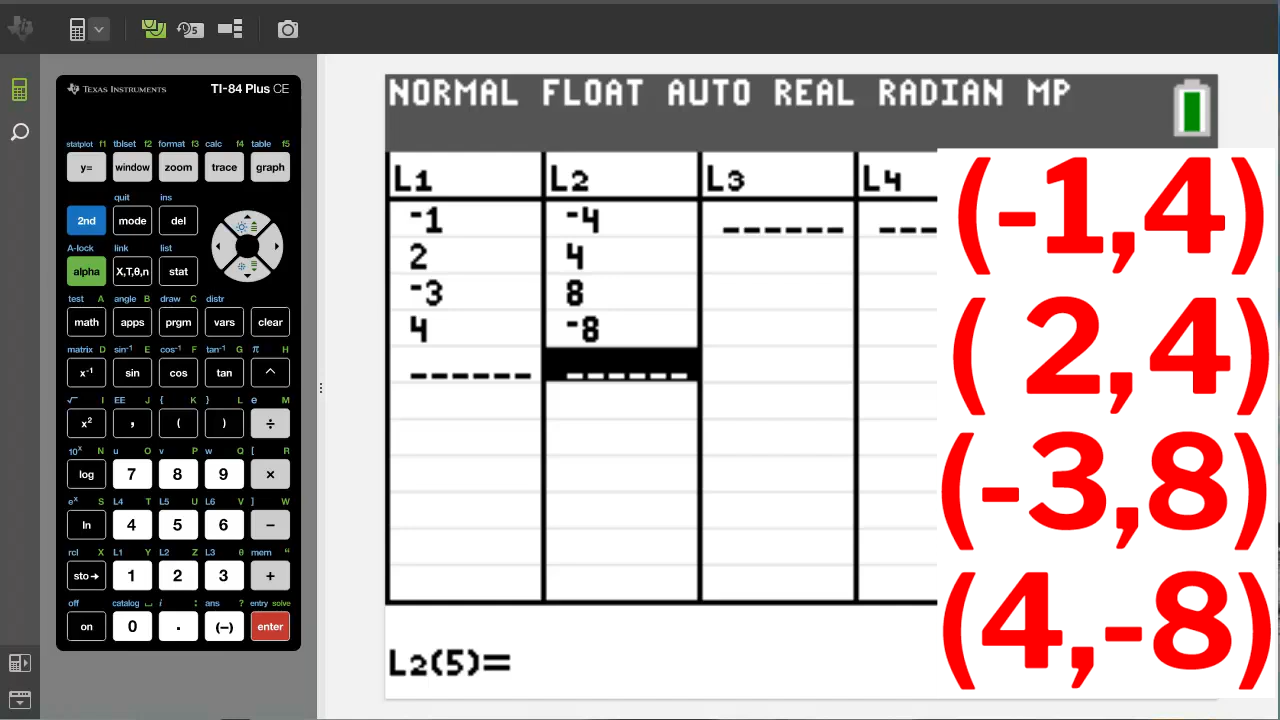 TEXAS INSTRUMENTS TI-84 Plus CE
statplot f1 tblset f2 format f3 calc f4 table f5
y= window zoom trace graph
quit ins
2nd mode del
A-lock link list
alpha X,T,θ,n stat
test A angle B draw C distr
math apps prgm vars clear
matrix D sin⁻¹ E cos⁻¹ F tan⁻¹ G π H
x⁻¹ sin cos tan ^
√ I EE J { K } L e M
x² , ( ) ÷
10ˣ N u O v P w Q [ R
log 7 8 9 ×
eˣ S L4 T L5 U L6 V ] W
ln 4 5 6 −
rcl X L1 Y L2 Z L3 θ mem “
sto→ 1 2 3 +
off catalog ⎵ i : ans ? entry solve
on 0 . (−) enter
NORMAL FLOAT AUTO REAL RADIAN MP
L1 L2 L3 L4
-1 -4 ------ ---
2 4
-3 8
4 -8
------ ------
L2(5)=
(-1,4)
(2,4)
(-3,8)
(4,-8)